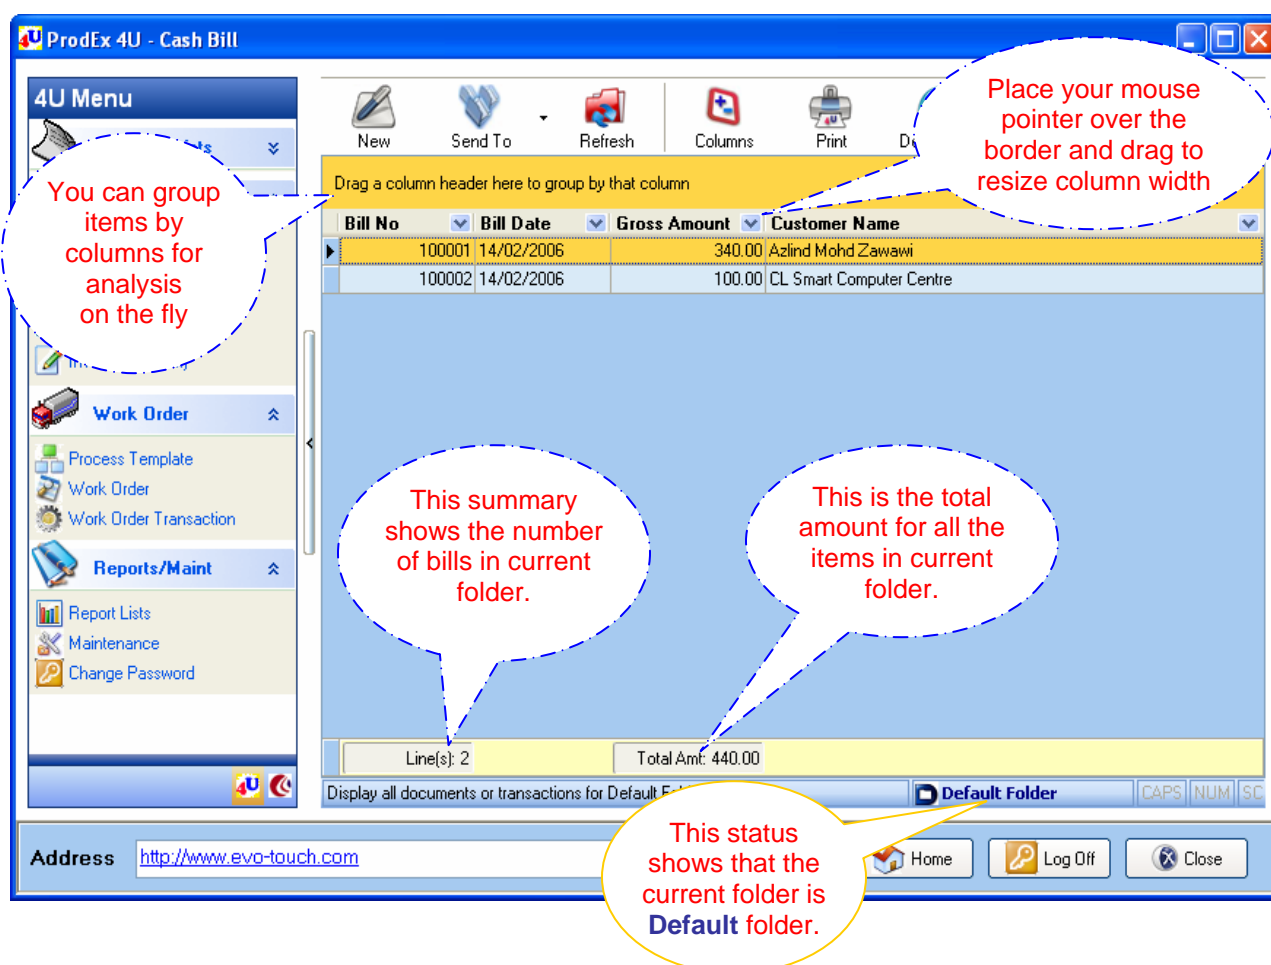 4U ProdEx 4U - Cash Bill
4U Menu
New
Send To
Refresh
Columns
Print
Place your mouse
pointer over the
border and drag to
resize column width
You can group
items by
columns for
analysis
on the fly
Drag a column header here to group by that column
Bill No Bill Date Gross Amount Customer Name
100001 14/02/2006 340.00 Azlind Mohd Zawawi
100002 14/02/2006 100.00 CL Smart Computer Centre
Work Order
Process Template
Work Order
Work Order Transaction
Reports/Maint
Report Lists
Maintenance
Change Password
This summary
shows the number
of bills in current
folder.
This is the total
amount for all the
items in current
folder.
Line(s): 2
Total Amt: 440.00
4U
Display all documents or transactions for Default
Default Folder
CAPS NUM SC
This status
shows that the
current folder is
Default folder.
Address http://www.evo-touch.com
Home
Log Off
Close